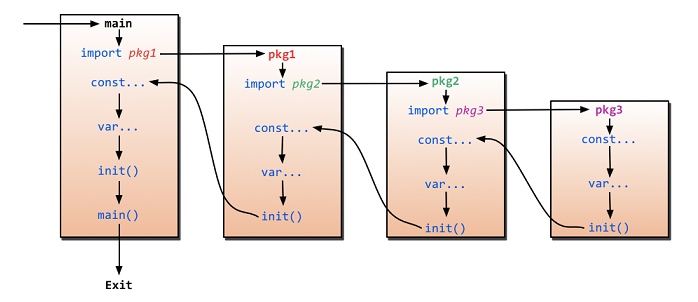 main
import pkg1
const...
var...
init()
main()
Exit
pkg1
import pkg2
const...
var...
init()
pkg2
import pkg3
const...
var...
init()
pkg3
const...
var...
init()